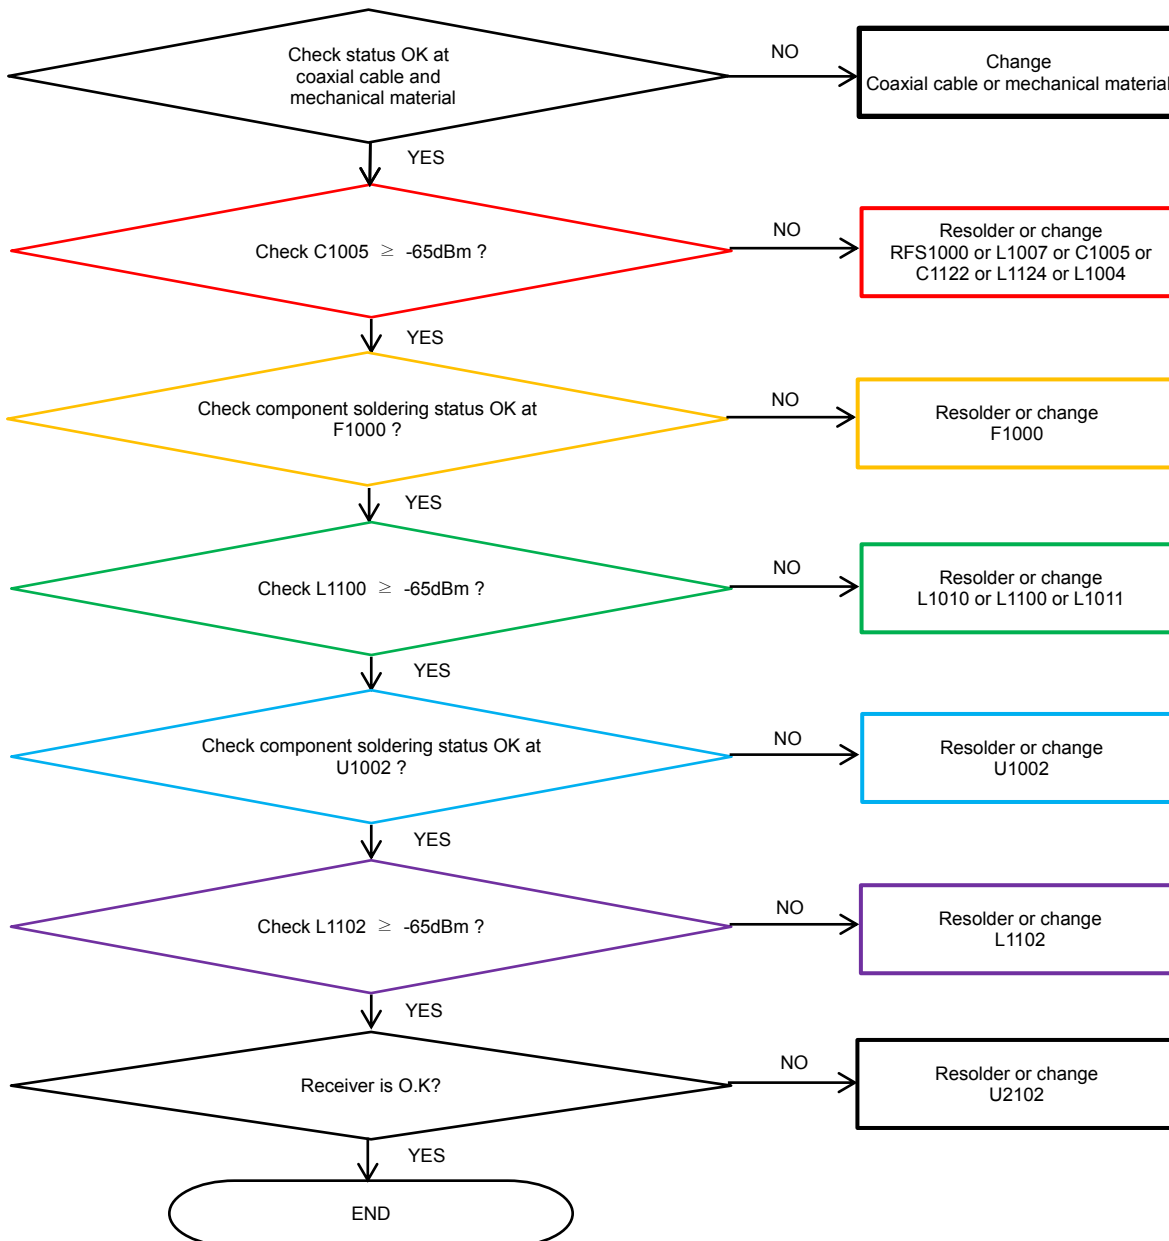 Check status OK at
coaxial cable and
mechanical material
NO
Change
Coaxial cable or mechanical material
YES
Check C1005 ≥ -65dBm ?
NO
Resolder or change
RFS1000 or L1007 or C1005 or
C1122 or L1124 or L1004
YES
Check component soldering status OK at
F1000 ?
NO
Resolder or change
F1000
YES
Check L1100 ≥ -65dBm ?
NO
Resolder or change
L1010 or L1100 or L1011
YES
Check component soldering status OK at
U1002 ?
NO
Resolder or change
U1002
YES
Check L1102 ≥ -65dBm ?
NO
Resolder or change
L1102
YES
Receiver is O.K?
NO
Resolder or change
U2102
YES
END